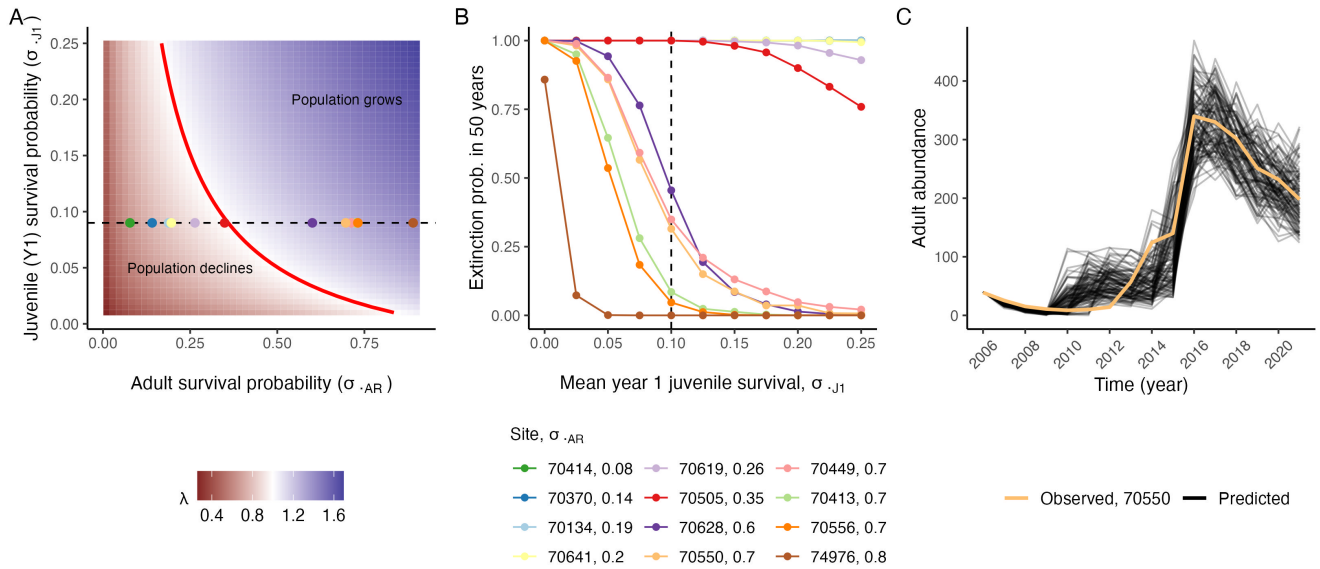 A
Juvenile (Y1) survival probability (σ ·J1)
0.25
0.20
0.15
0.10
0.05
0.00
Population grows
Population declines
0.00 0.25 0.50 0.75
Adult survival probability (σ ·AR)
λ
0.4 0.8 1.2 1.6
B
Extinction prob. in 50 years
1.00
0.75
0.50
0.25
0.00
0.00 0.05 0.10 0.15 0.20 0.25
Mean year 1 juvenile survival, σ ·J1
Site, σ ·AR
70414, 0.08 70619, 0.26 70449, 0.7
70370, 0.14 70505, 0.35 70413, 0.7
70134, 0.19 70628, 0.6 70556, 0.7
70641, 0.2 70550, 0.7 74976, 0.8
C
Adult abundance
400
300
200
100
0
2006 2008 2010 2012 2014 2016 2018 2020
Time (year)
Observed, 70550 Predicted